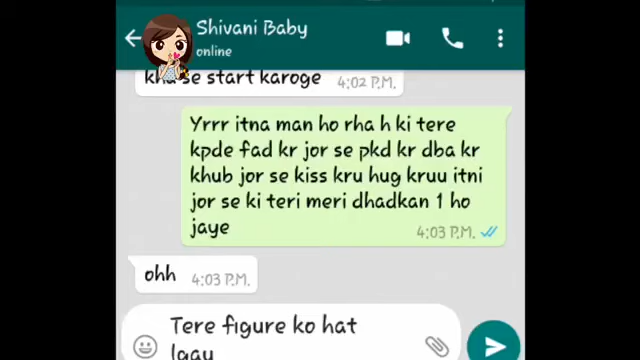 Shivani Baby
online
kha se start karoge 4:02 P.M.
Yrrr itna man ho rha h ki tere
kpde fad kr jor se pkd kr dba kr
khub jor se kiss kru hug kruu itni
jor se ki teri meri dhadkan 1 ho
jaye 4:03 P.M.
ohh 4:03 P.M.
Tere figure ko hat
lgau